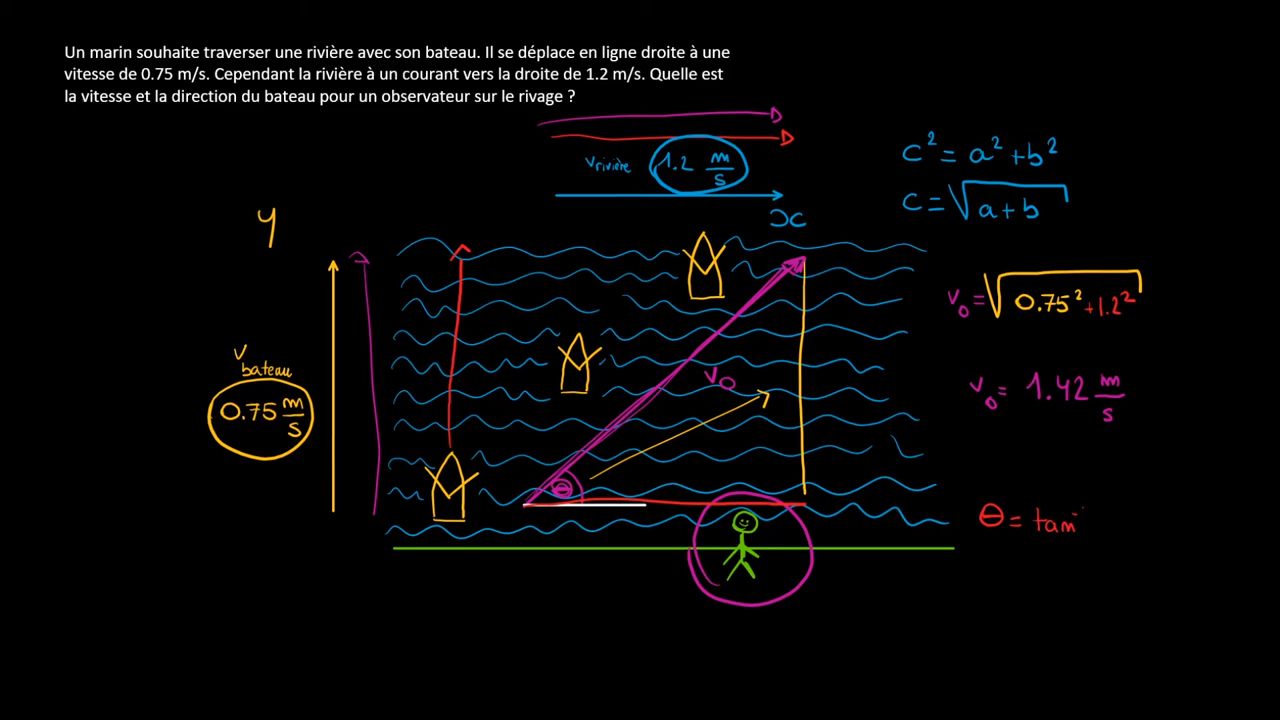 Un marin souhaite traverser une rivière avec son bateau. Il se déplace en ligne droite à une
vitesse de 0.75 m/s. Cependant la rivière à un courant vers la droite de 1.2 m/s. Quelle est
la vitesse et la direction du bateau pour un observateur sur le rivage ?
v rivière 1.2 m/s
x
y
c² = a² + b²
c = √a + b
v₀ = √0.75² + 1.2²
v bateau
0.75 m/s
v₀
v₀ = 1.42 m/s
θ
θ = tan⁻